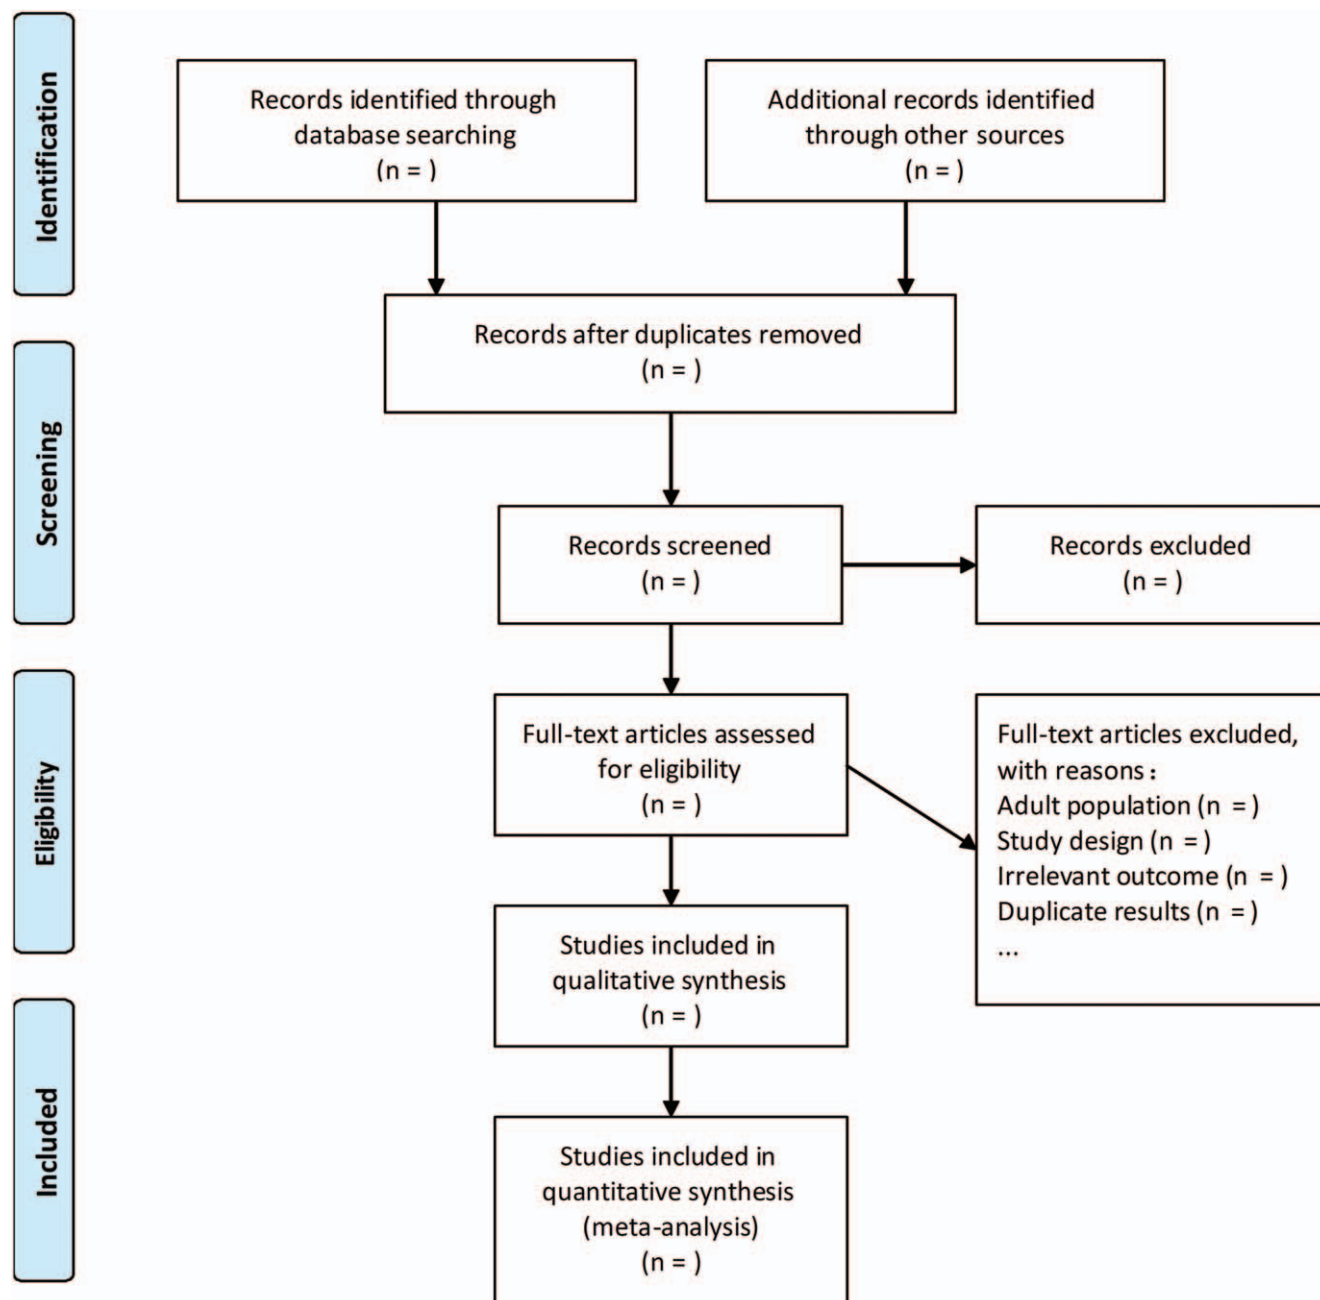 Identification
Records identified through
database searching
(n = )
Additional records identified
through other sources
(n = )
Records after duplicates removed
(n = )
Screening
Records screened
(n = )
Records excluded
(n = )
Eligibility
Full-text articles assessed
for eligibility
(n = )
Full-text articles excluded,
with reasons：
Adult population (n = )
Study design (n = )
Irrelevant outcome (n = )
Duplicate results (n = )
...
Studies included in
qualitative synthesis
(n = )
Included
Studies included in
quantitative synthesis
(meta-analysis)
(n = )